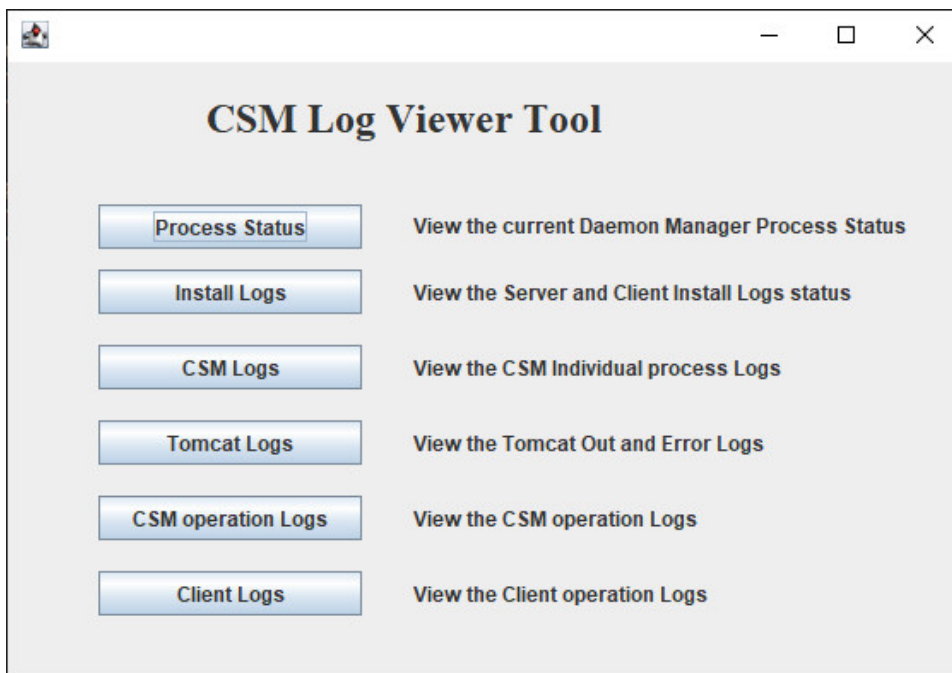 CSM Log Viewer Tool
Process Status View the current Daemon Manager Process Status
Install Logs View the Server and Client Install Logs status
CSM Logs View the CSM Individual process Logs
Tomcat Logs View the Tomcat Out and Error Logs
CSM operation Logs View the CSM operation Logs
Client Logs View the Client operation Logs